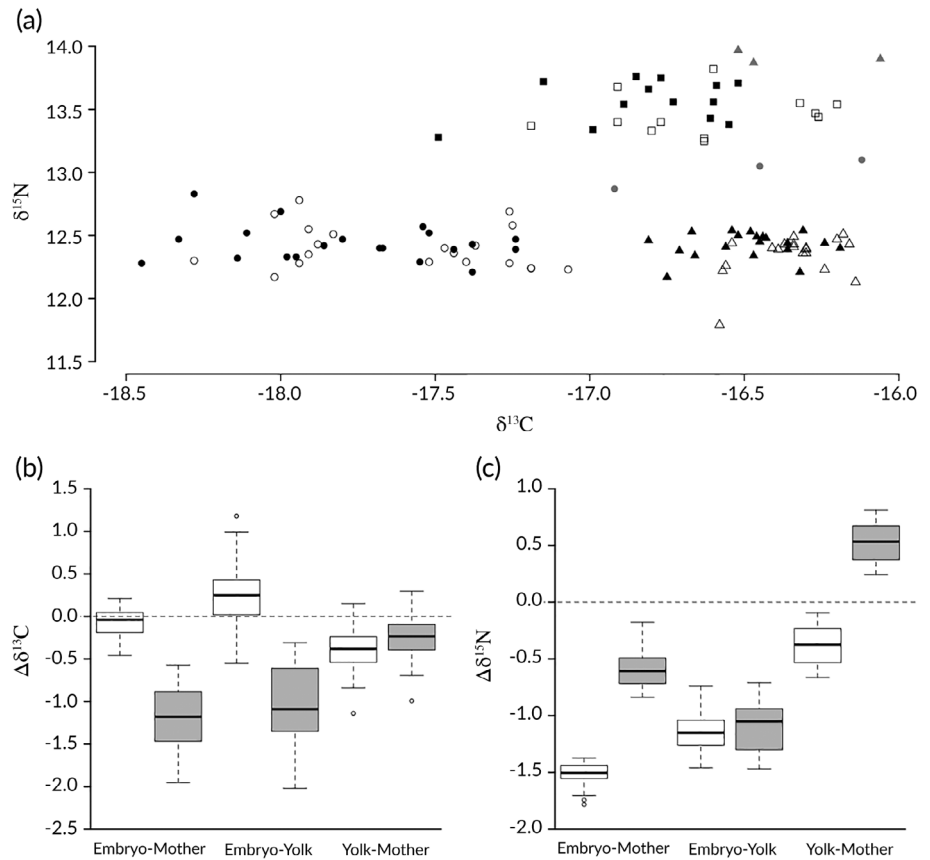 (a)
14.0
13.5
13.0
12.5
12.0
11.5
δ¹⁵N
-18.5 -18.0 -17.5 -17.0 -16.5 -16.0
δ¹³C
(b)
1.5
1.0
0.5
0.0
-0.5
-1.0
-1.5
-2.0
-2.5
Δδ¹³C
Embryo-Mother Embryo-Yolk Yolk-Mother
(c)
1.0
0.5
0.0
-0.5
-1.0
-1.5
-2.0
Δδ¹⁵N
Embryo-Mother Embryo-Yolk Yolk-Mother